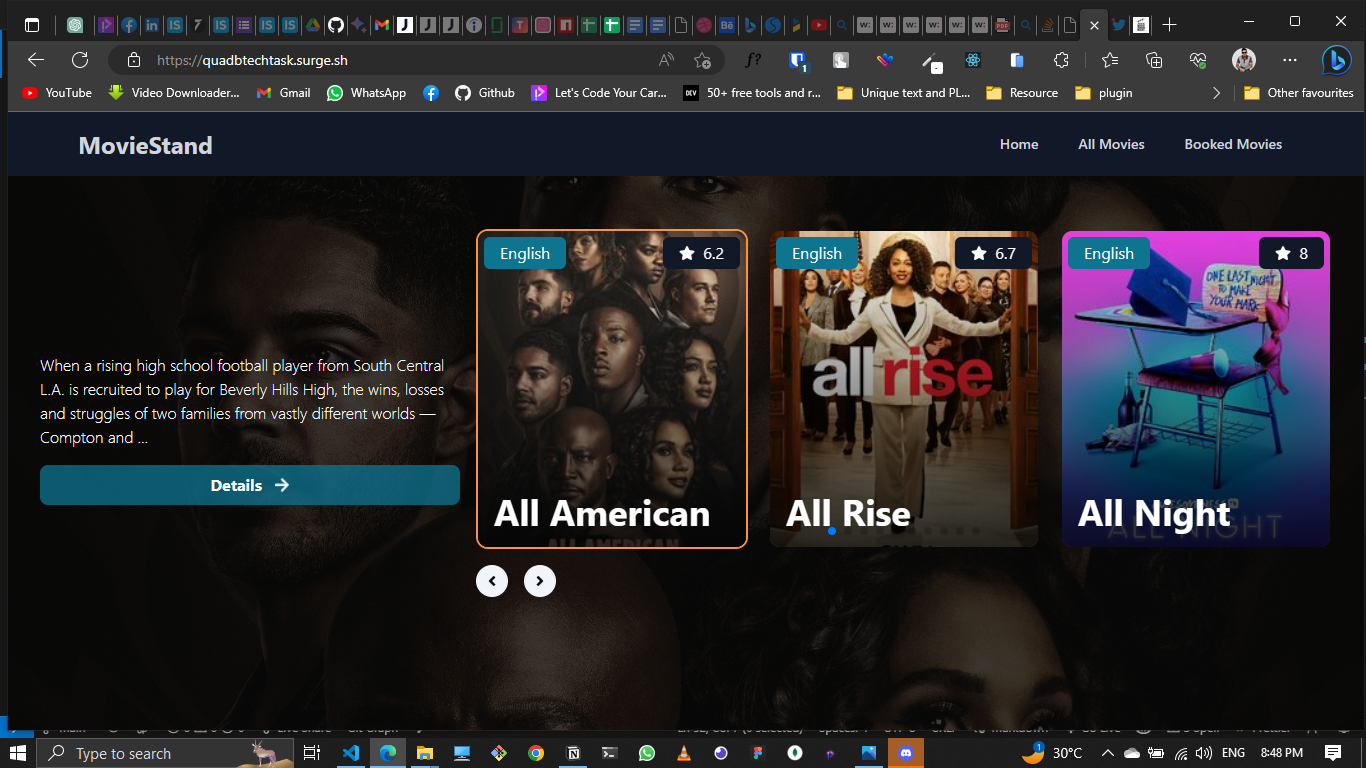 https://quadbtechtask.surge.sh
A
f?
1
YouTube
Video Downloader...
Gmail
WhatsApp
Github
Let's Code Your Car...
DEV
50+ free tools and r...
Unique text and PL...
Resource
plugin
Other favourites
MovieStand
Home
All Movies
Booked Movies
When a rising high school football player from South Central
L.A. is recruited to play for Beverly Hills High, the wins, losses
and struggles of two families from vastly different worlds —
Compton and ...
Details
English
6.2
All American
English
6.7
all rise
All Rise
English
8
ONE LAST NIGHT
TO MAKE
YOUR MARK
All Night
ALL NIGHT
Type to search
1
30°C
ENG
8:48 PM